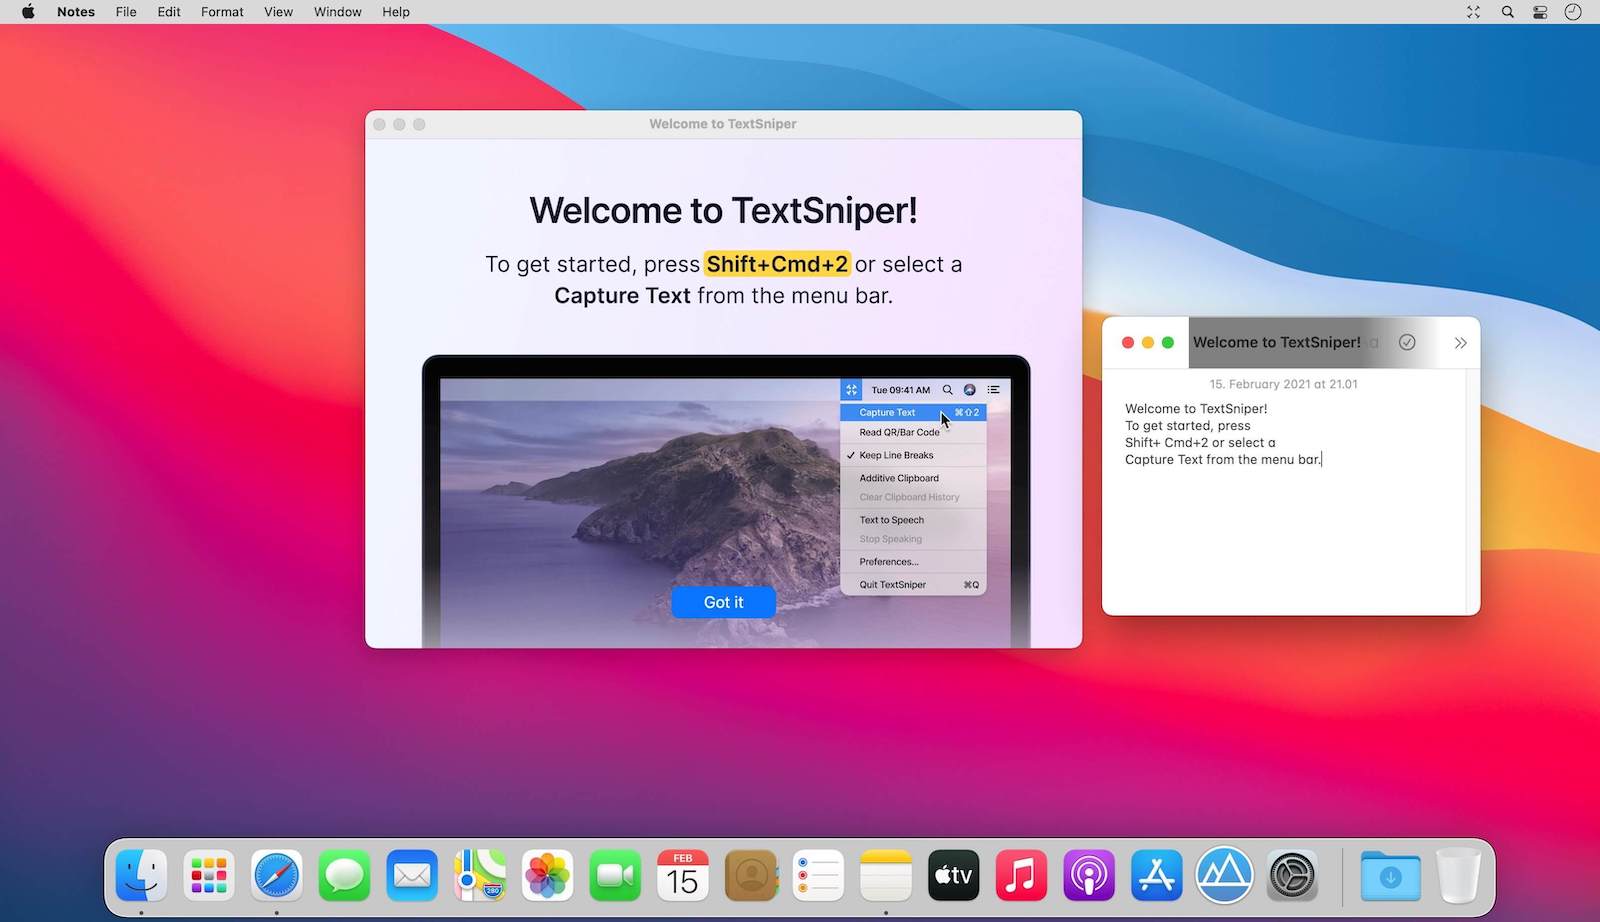 Notes File Edit Format View Window Help
Welcome to TextSniper
Welcome to TextSniper!
To get started, press Shift+Cmd+2 or select a
Capture Text from the menu bar.
Tue 09:41 AM
Capture Text ⌘⇧2
Read QR/Bar Code
✓ Keep Line Breaks
Additive Clipboard
Clear Clipboard History
Text to Speech
Stop Speaking
Preferences...
Quit TextSniper ⌘Q
Got it
Welcome to TextSniper! a
15. February 2021 at 21.01
Welcome to TextSniper!
To get started, press
Shift+ Cmd+2 or select a
Capture Text from the menu bar.
280
FEB
15
tv